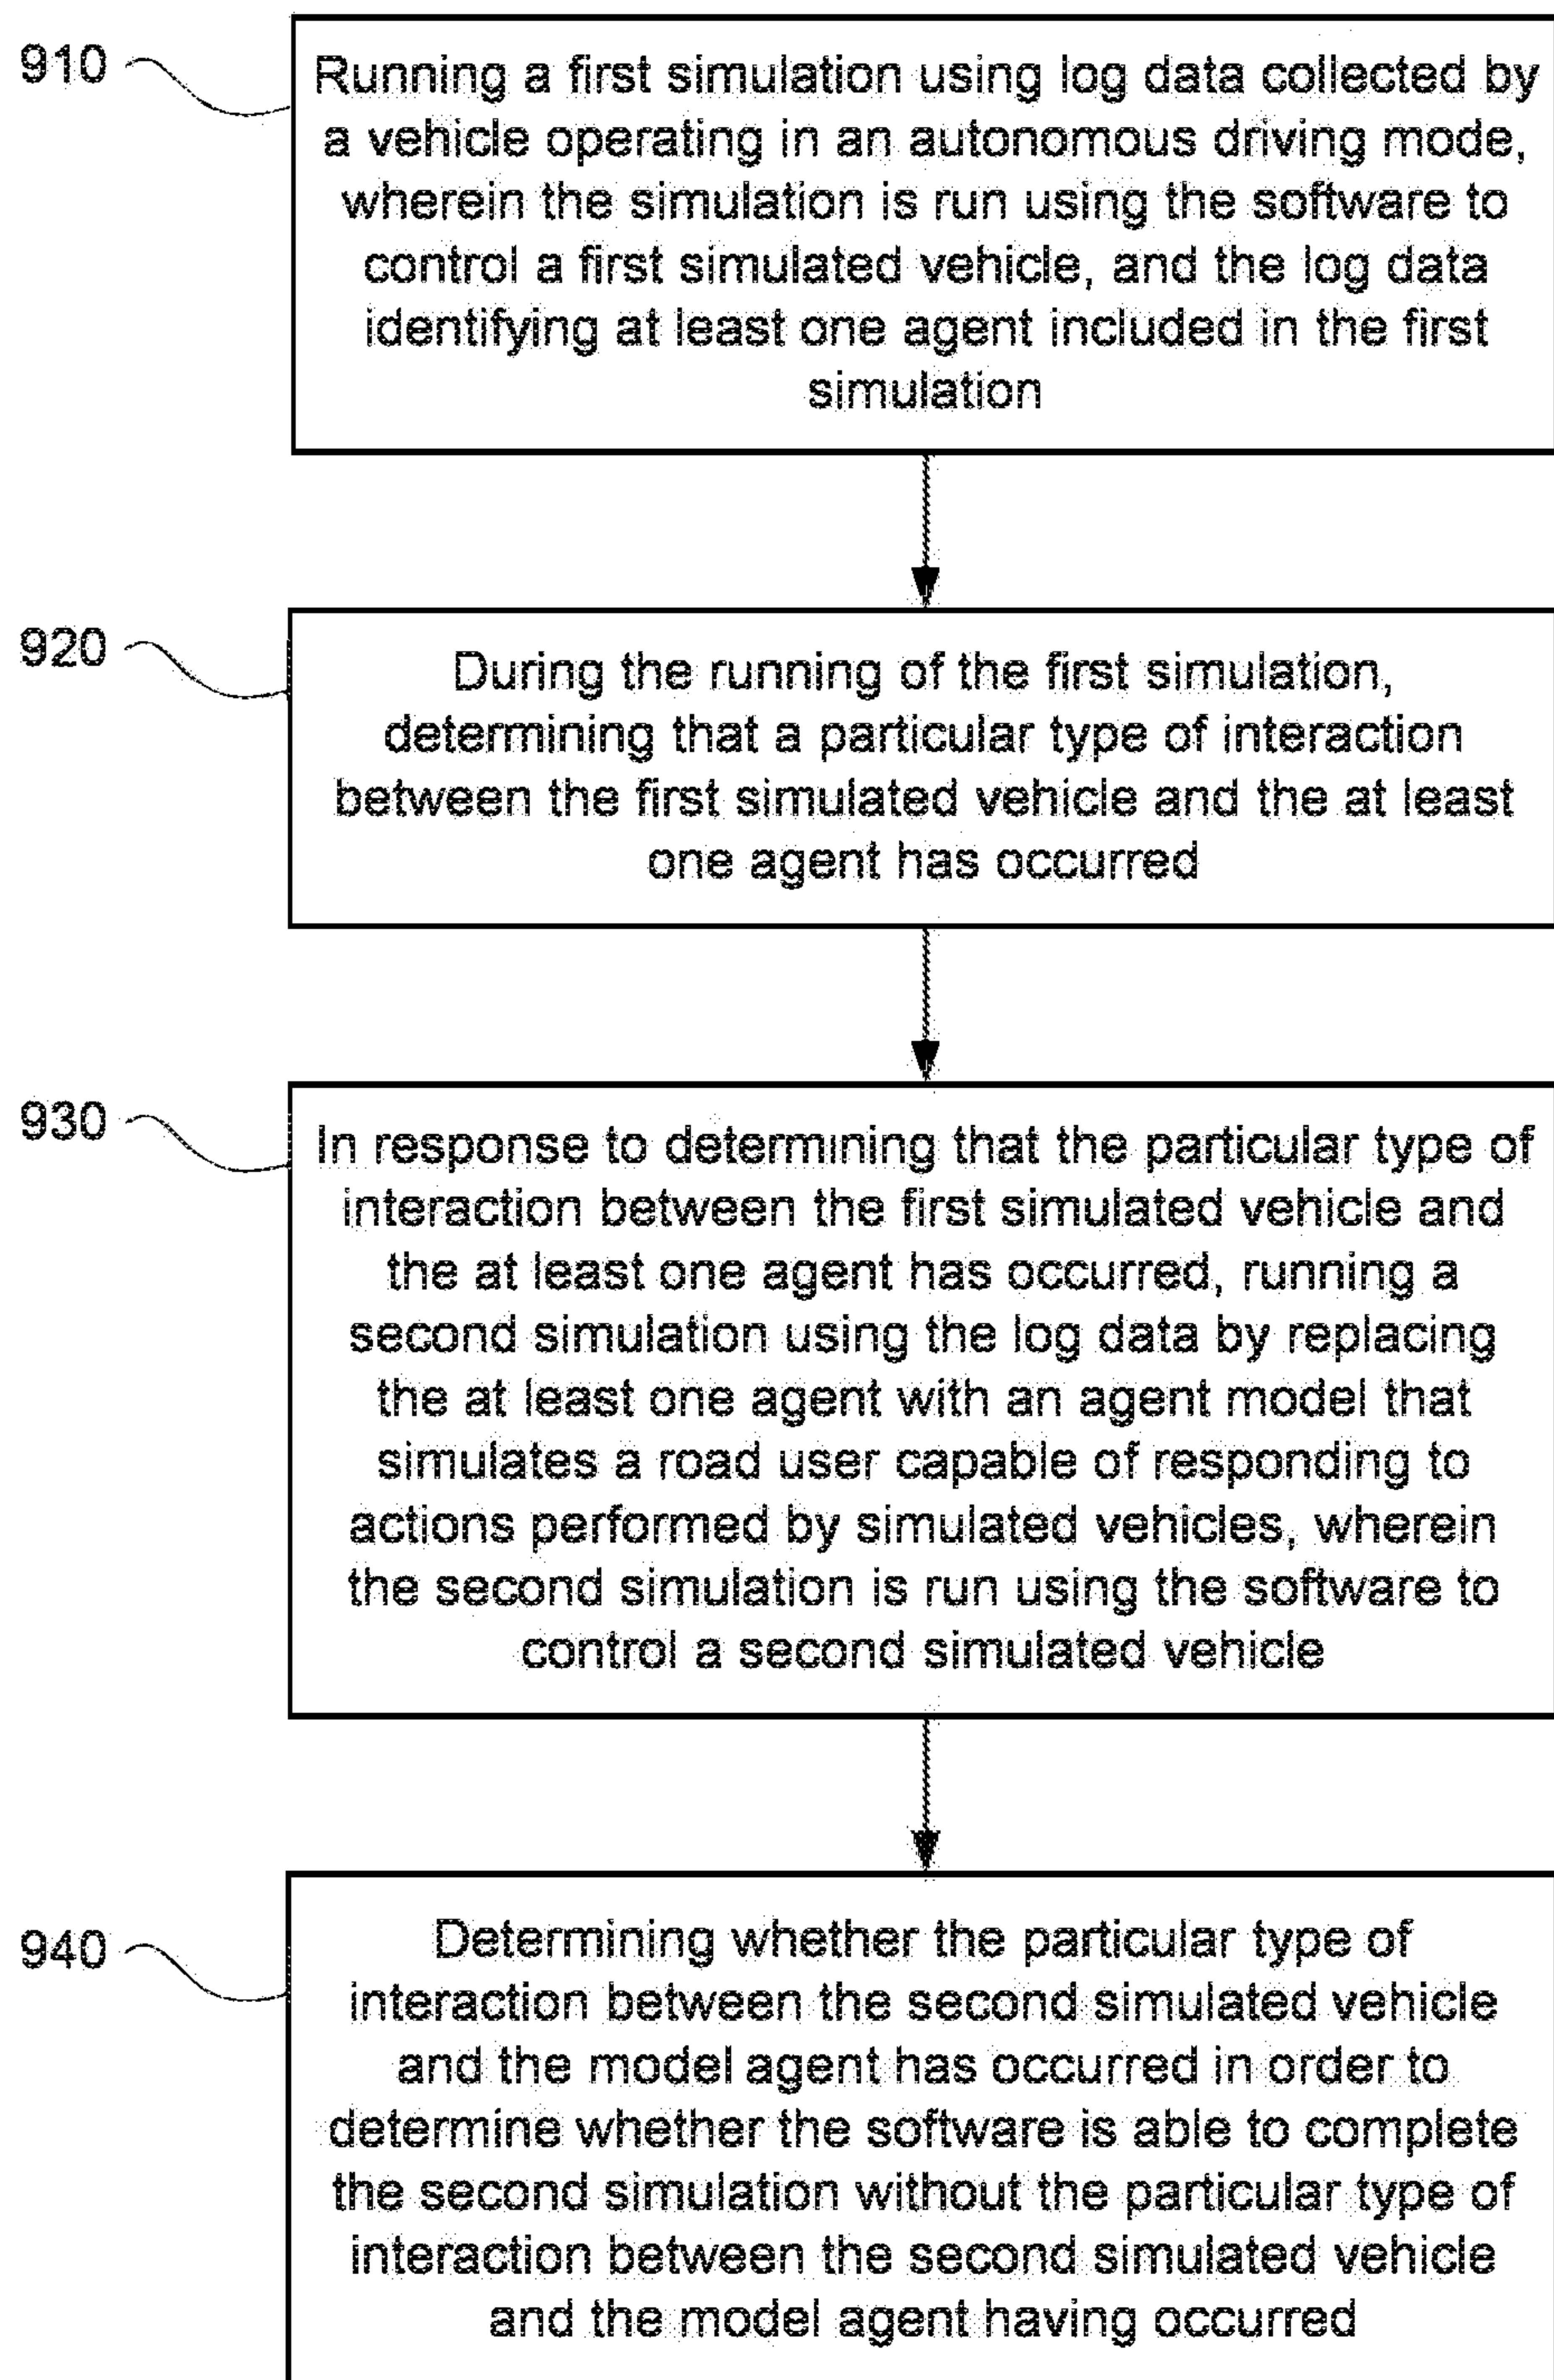 910
Running a first simulation using log data collected by
a vehicle operating in an autonomous driving mode,
wherein the simulation is run using the software to
control a first simulated vehicle, and the log data
identifying at least one agent included in the first
simulation
920
During the running of the first simulation,
determining that a particular type of interaction
between the first simulated vehicle and the at least
one agent has occurred
930
In response to determining that the particular type of
interaction between the first simulated vehicle and
the at least one agent has occurred, running a
second simulation using the log data by replacing
the at least one agent with an agent model that
simulates a road user capable of responding to
actions performed by simulated vehicles, wherein
the second simulation is run using the software to
control a second simulated vehicle
940
Determining whether the particular type of
interaction between the second simulated vehicle
and the model agent has occurred in order to
determine whether the software is able to complete
the second simulation without the particular type of
interaction between the second simulated vehicle
and the model agent having occurred